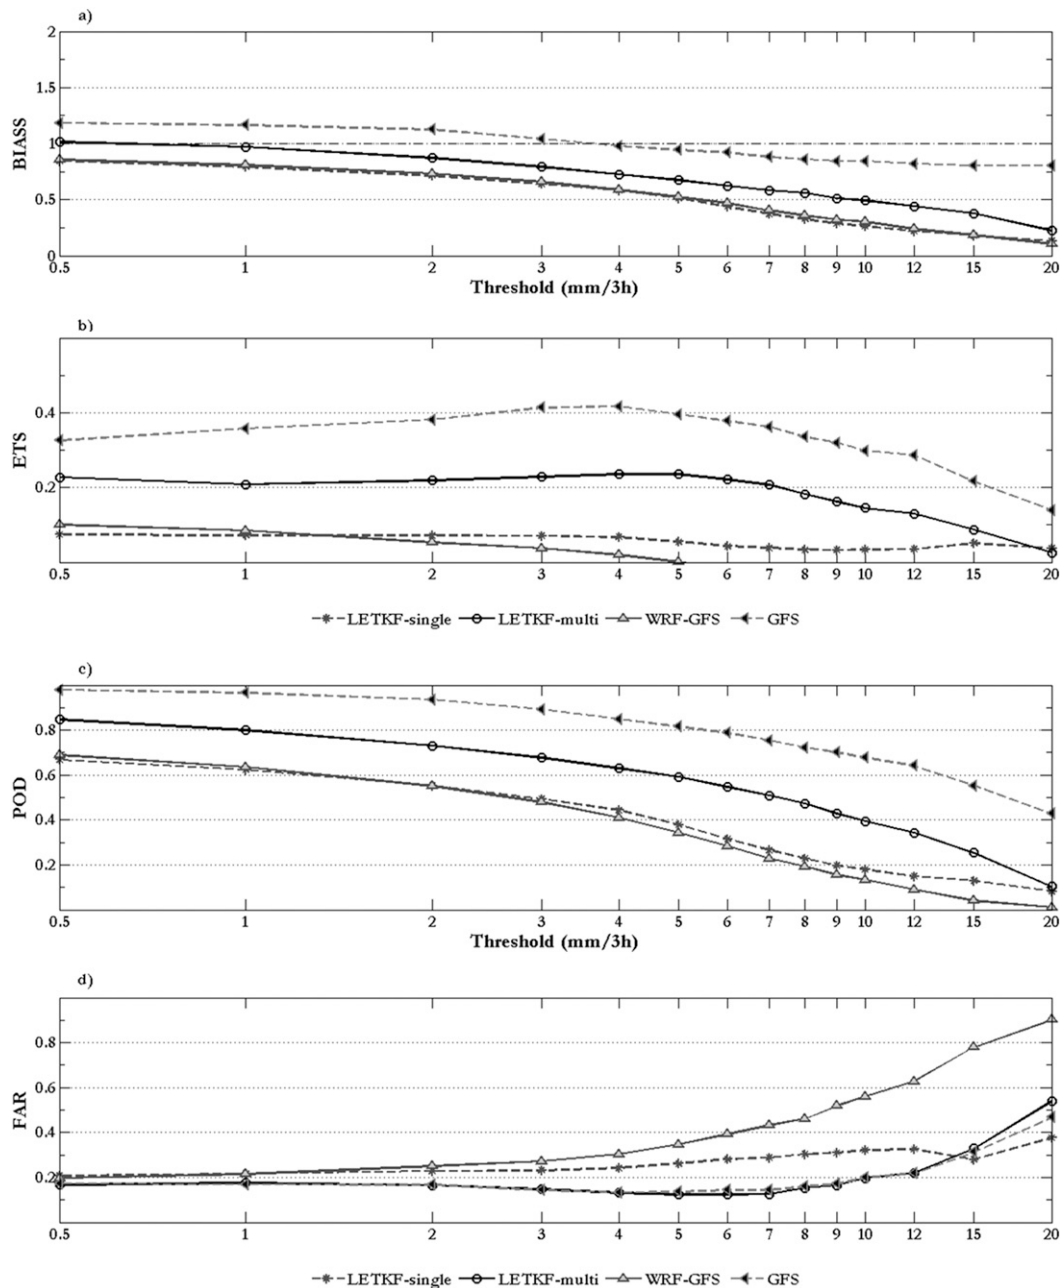 a)
2
1.5
1
0.5
BIASS
0
0.5 1 2 3 4 5 6 7 8 9 10 12 15 20
Threshold (mm/3h)
b)
0.4
ETS
0.2
0.5 1 2 3 4 5 6 7 8 9 10 12 15 20
LETKF-single LETKF-multi WRF-GFS GFS
c)
0.8
0.6
POD
0.4
0.2
0.5 1 2 3 4 5 6 7 8 9 10 12 15 20
Threshold (mm/3h)
d)
0.8
0.6
FAR
0.4
0.2
0.5 1 2 3 4 5 6 7 8 9 10 12 15 20
LETKF-single LETKF-multi WRF-GFS GFS